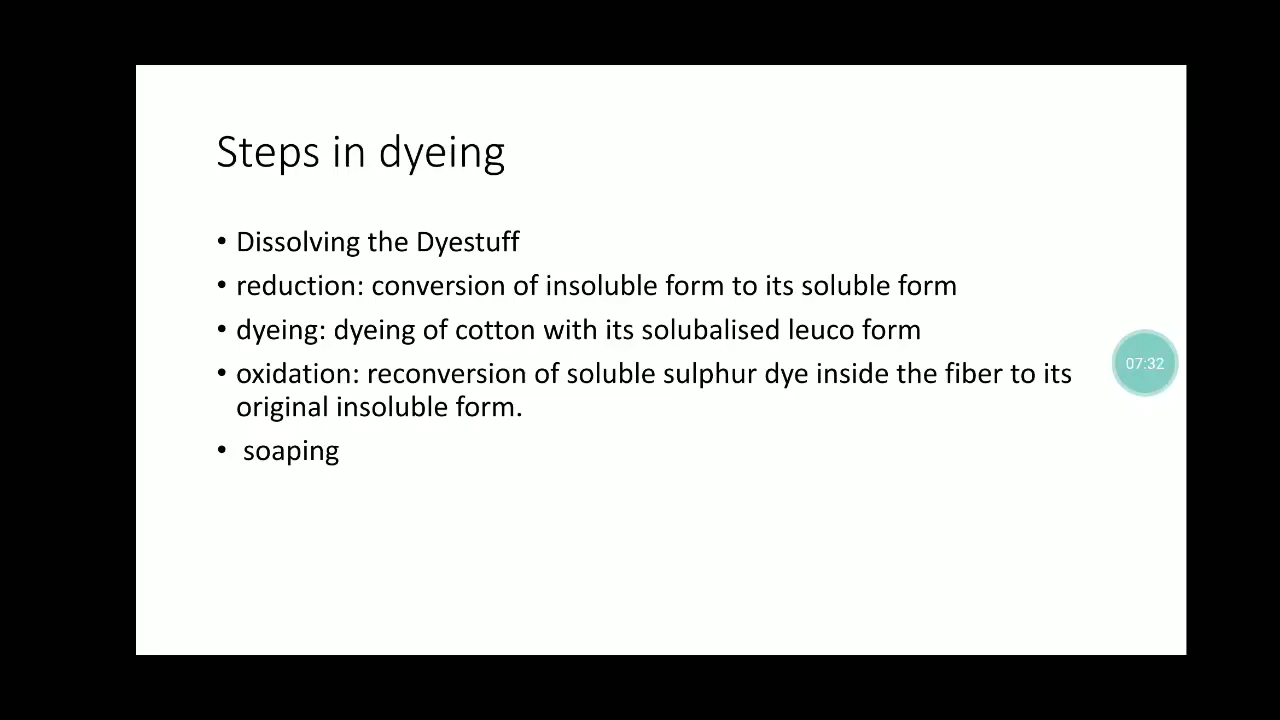 Steps in dyeing
• Dissolving the Dyestuff
• reduction: conversion of insoluble form to its soluble form
• dyeing: dyeing of cotton with its solubalised leuco form
• oxidation: reconversion of soluble sulphur dye inside the fiber to its
original insoluble form.
• soaping
07:32